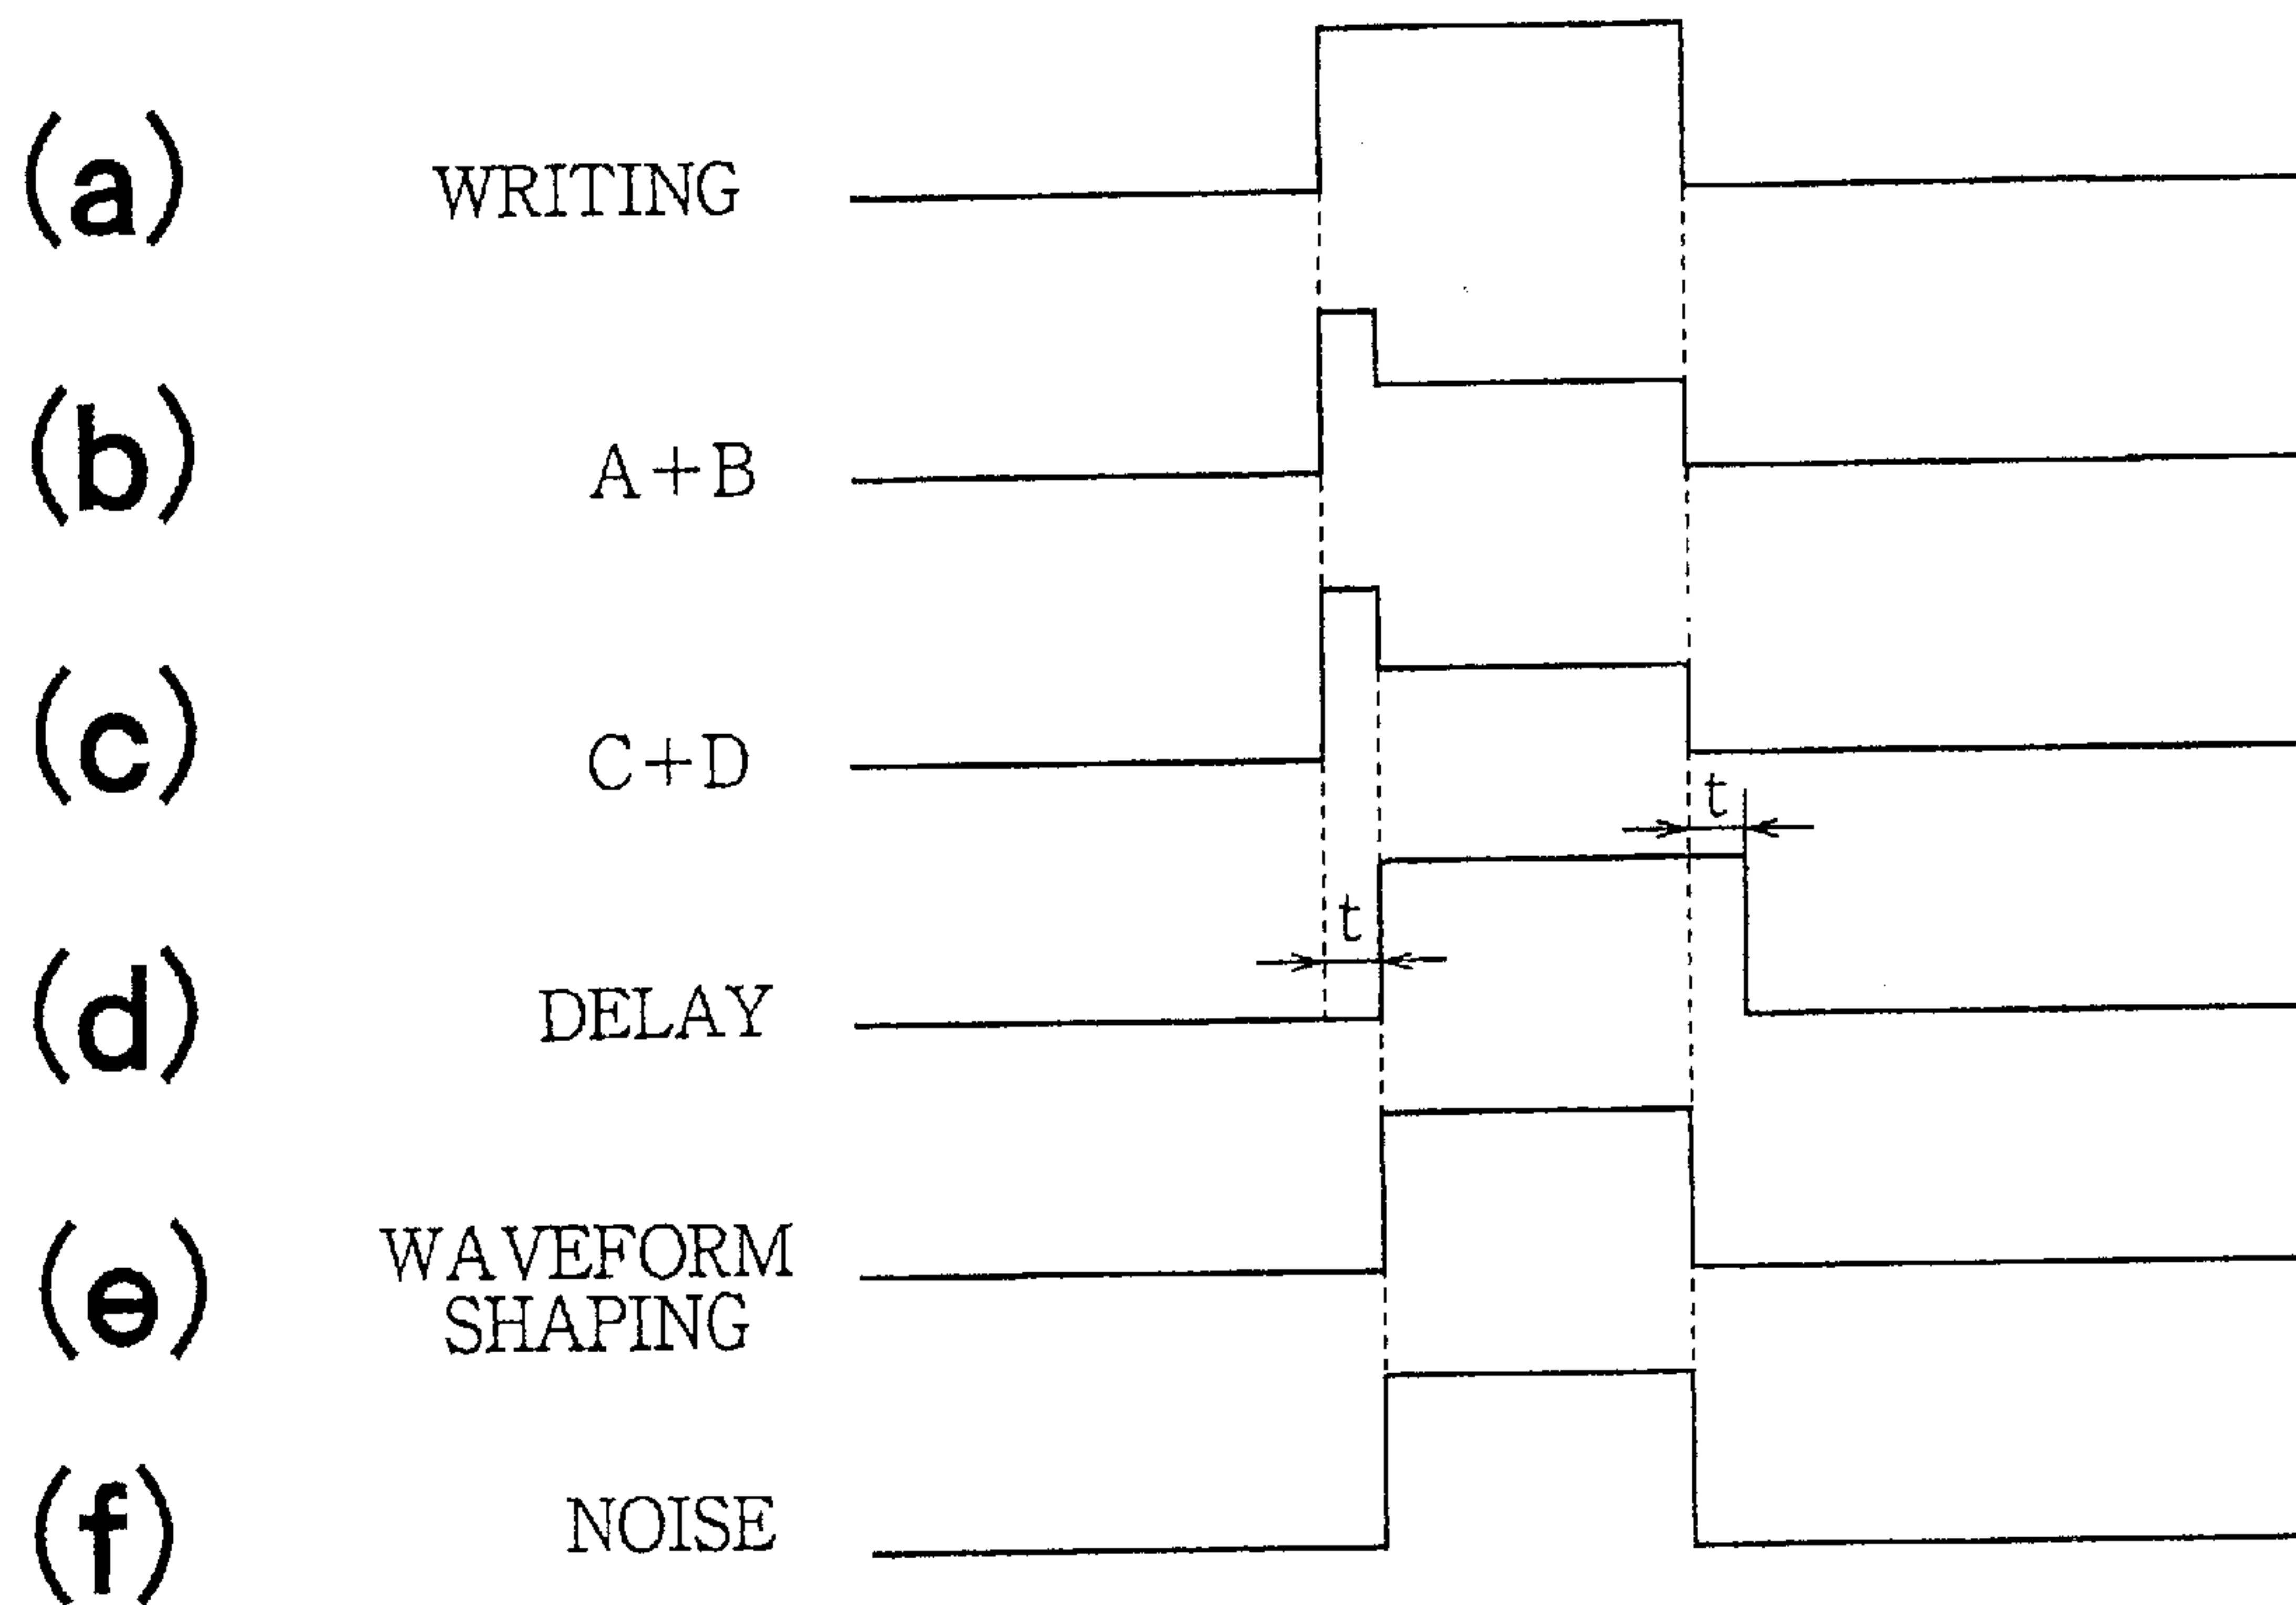 (a) WRITING
(b) A+B
(c) C+D
t
t
(d) DELAY
(e) WAVEFORM
SHAPING
(f) NOISE